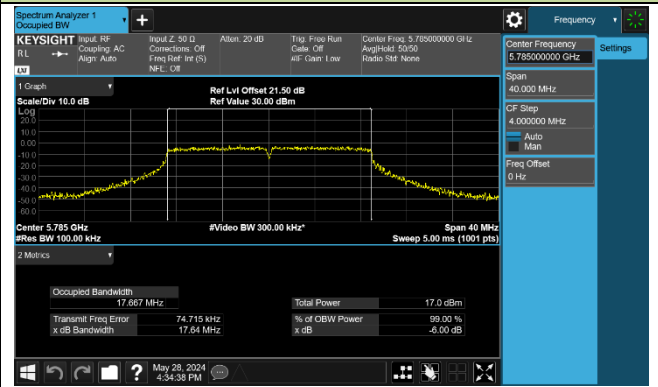 Spectrum Analyzer 1
Occupied BW
Frequency
KEYSIGHT Input: RF
Coupling: AC
Align: Auto
RL
LXI
Input Z: 50 Ω
Corrections: Off
Freq Ref: Int (S)
NFE: Off
Atten: 20 dB
Trig: Free Run
Gate: Off
#IF Gain: Low
Center Freq: 5.785000000 GHz
Avg|Hold: 50/50
Radio Std: None
Center Frequency
5.785000000 GHz
Settings
Span
40.000 MHz
CF Step
4.000000 MHz
Auto
Man
Freq Offset
0 Hz
1 Graph
Scale/Div 10.0 dB
Ref Lvl Offset 21.50 dB
Ref Value 30.00 dBm
Log
20.0
10.0
0.00
-10.0
-20.0
-30.0
-40.0
-50.0
-60.0
Center 5.785 GHz
#Res BW 100.00 kHz
#Video BW 300.00 kHz*
Span 40 MHz
Sweep 5.00 ms (1001 pts)
2 Metrics
Occupied Bandwidth
17.667 MHz
Transmit Freq Error 74.715 kHz
x dB Bandwidth 17.64 MHz
Total Power 17.0 dBm
% of OBW Power 99.00 %
x dB -6.00 dB
?
May 28, 2024
4:34:38 PM